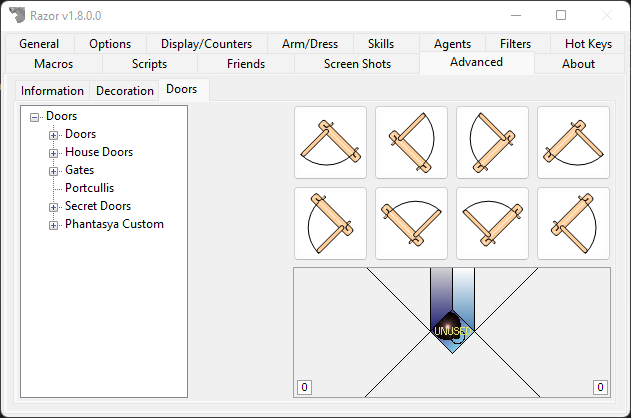 Razor v1.8.0.0
General Options Display/Counters Arm/Dress Skills Agents Filters Hot Keys
Macros Scripts Friends Screen Shots Advanced About
Information Decoration Doors
Doors
Doors
House Doors
Gates
Portcullis
Secret Doors
Phantasya Custom
UNUSED
0 0